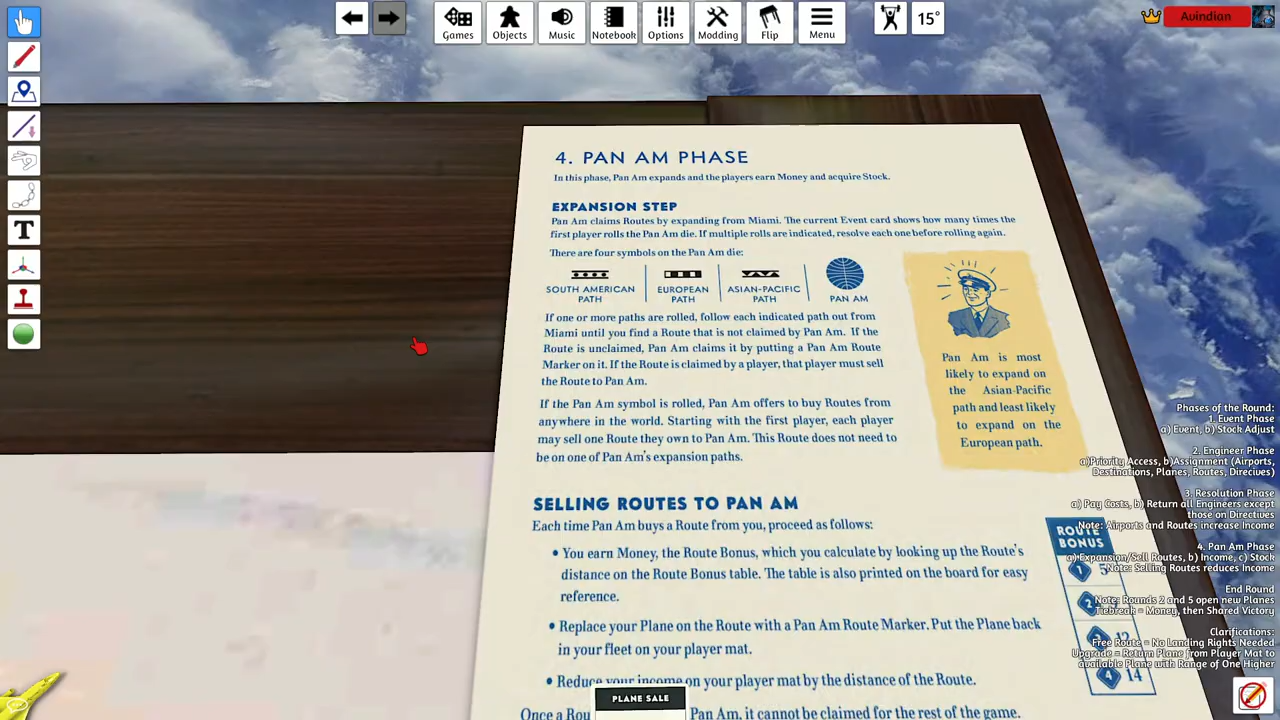 Games
Objects
Music
Notebook
Options
Modding
Flip
Menu
15°
Auindian
T
4. PAN AM PHASE
In this phase, Pan Am expands and the players earn Money and acquire Stock.
EXPANSION STEP
Pan Am claims Routes by expanding from Miami. The current Event card shows how many times the
first player rolls the Pan Am die. If multiple rolls are indicated, resolve each one before rolling again.
There are four symbols on the Pan Am die:
SOUTH AMERICAN
PATH
EUROPEAN
PATH
ASIAN-PACIFIC
PATH
PAN AM
If one or more paths are rolled, follow each indicated path out from
Miami until you find a Route that is not claimed by Pan Am. If the
Route is unclaimed, Pan Am claims it by putting a Pan Am Route
Marker on it. If the Route is claimed by a player, that player must sell
the Route to Pan Am.
If the Pan Am symbol is rolled, Pan Am offers to buy Routes from
anywhere in the world. Starting with the first player, each player
may sell one Route they own to Pan Am. This Route does not need to
be on one of Pan Am's expansion paths.
Pan Am is most
likely to expand on
the Asian-Pacific
path and least likely
to expand on the
European path.
SELLING ROUTES TO PAN AM
Each time Pan Am buys a Route from you, proceed as follows:
• You earn Money, the Route Bonus, which you calculate by looking up the Route's
distance on the Route Bonus table. The table is also printed on the board for easy
reference.
• Replace your Plane on the Route with a Pan Am Route Marker. Put the Plane back
in your fleet on your player mat.
• Reduce your income on your player mat by the distance of the Route.
Once a Rou
Pan Am, it cannot be claimed for the rest of the game.
PLANE SALE
ROUTE
BONUS
1
2
4 14
Phases of the Round:
1. Event Phase
a) Event, b) Stock Adjust
2. Engineer Phase
a)Priority Access, b)Assignment (Airports,
Destinations, Planes, Routes, Direcives)
3. Resolution Phase
a) Pay Costs, b) Return all Engineers except
those on Directives
Note: Airports and Routes increase Income
4. Pan Am Phase
a) Expansion/Sell Routes, b) Income, c) Stock
Note: Selling Routes reduces Income
End Round
Note: Rounds 2 and 5 open new Planes
Tiebreak = Money, then Shared Victory
Clarifications:
Free Route = No Landing Rights Needed
Upgrade = Return Plane from Player Mat to
available Plane with Range of One Higher